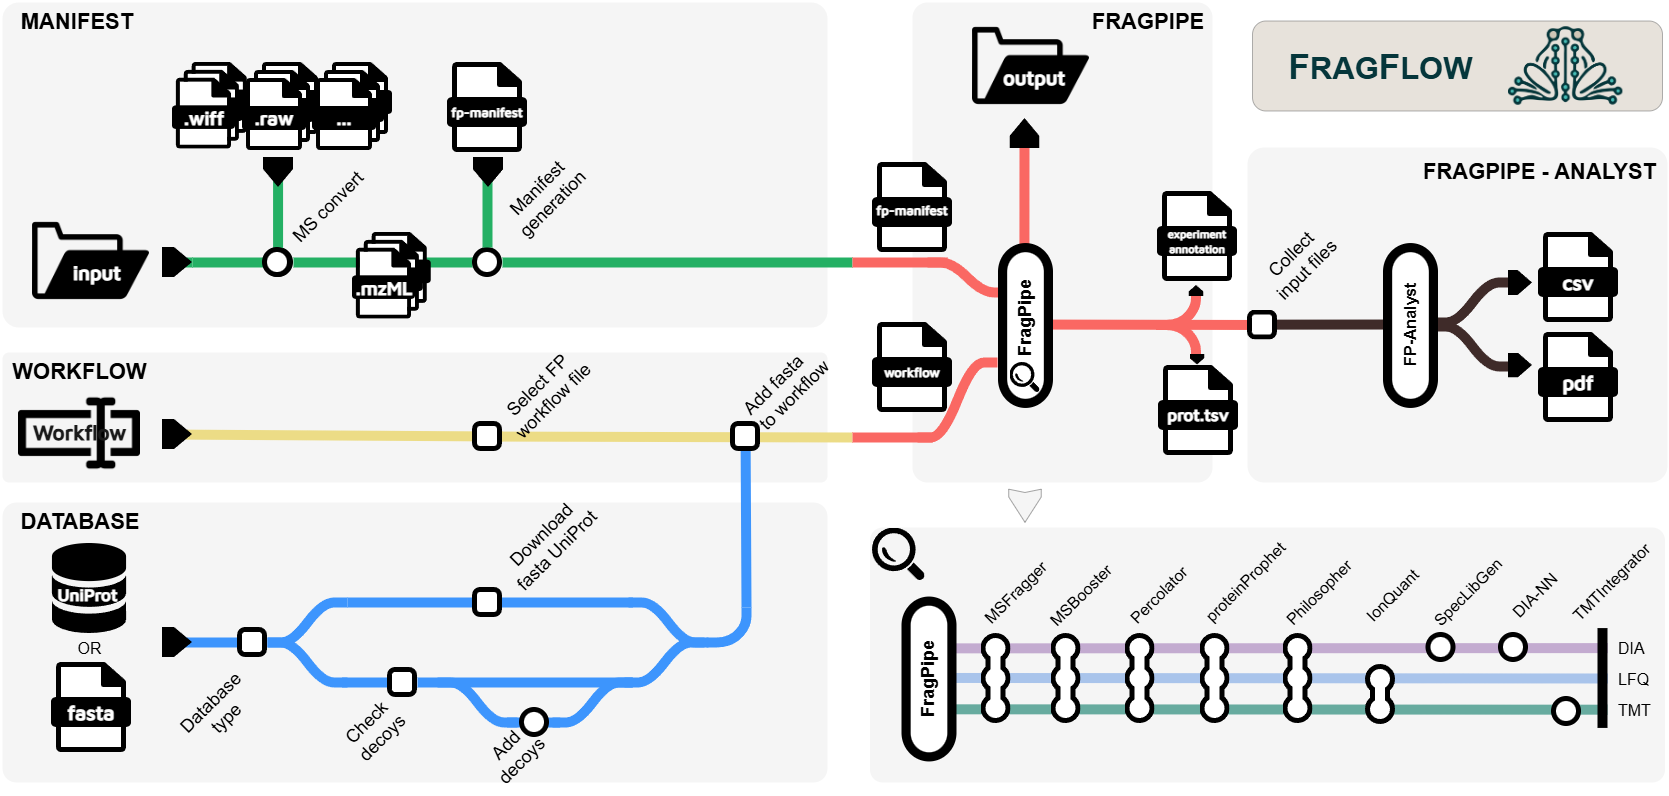 MANIFEST
.wiff
.raw
...
fp-manifest
MS convert
Manifest
generation
input
.mzML
FRAGPIPE
output
fp-manifest
workflow
FragPipe
experiment
annotation
prot.tsv
FRAGFLOW
FRAGPIPE - ANALYST
Collect
input files
FP-Analyst
csv
pdf
WORKFLOW
Workflow
Select FP
workflow file
Add fasta
to workflow
DATABASE
UniProt
OR
fasta
Database
type
Download
fasta UniProt
Check
decoys
Add
decoys
FragPipe
MSFragger
MSBooster
Percolator
proteinProphet
Philosopher
IonQuant
SpecLibGen
DIA-NN
TMTIntegrator
DIA
LFQ
TMT